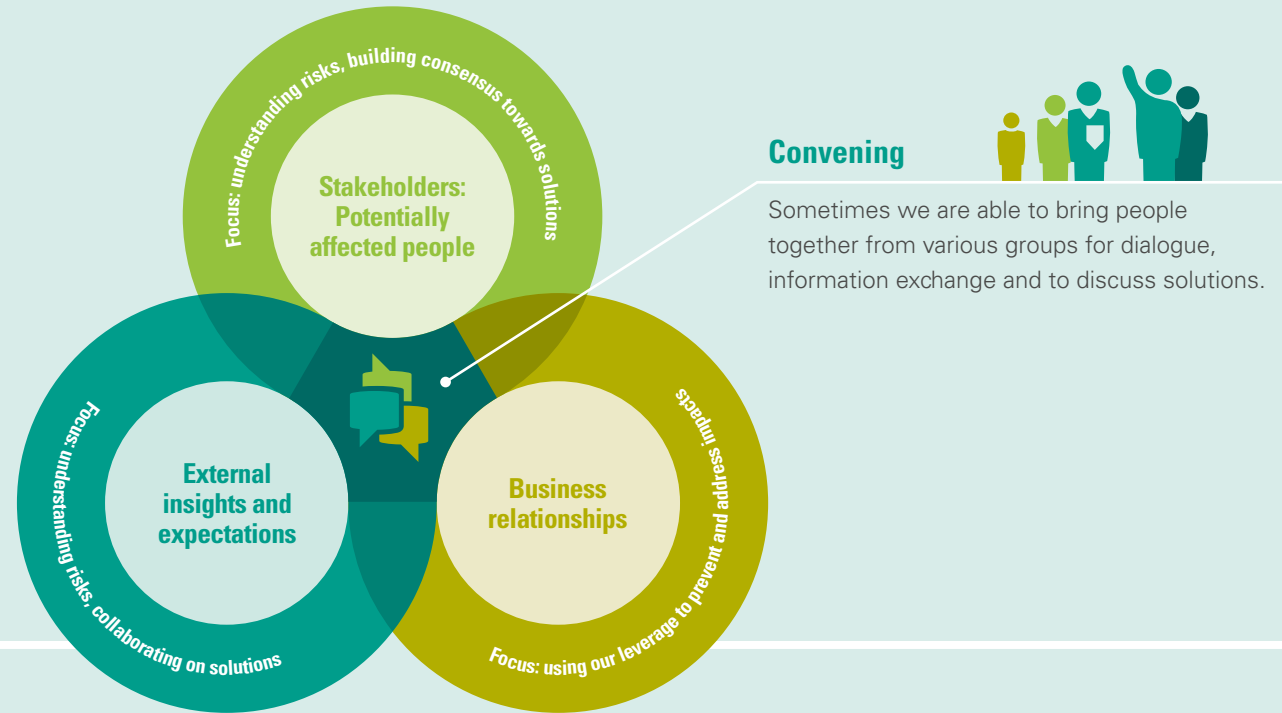 Focus: understanding risks, building consensus towards solutions
Stakeholders:
Potentially
affected people
Convening
Sometimes we are able to bring people
together from various groups for dialogue,
information exchange and to discuss solutions.
Focus: understanding risks, collaborating on solutions
External
insights and
expectations
Business
relationships
Focus: using our leverage to prevent and address impacts